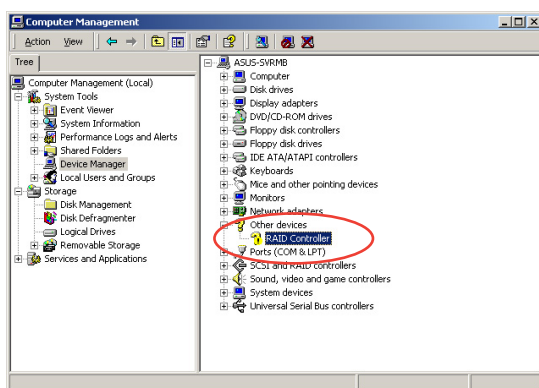 Computer Management
Action View
Tree
Computer Management (Local)
System Tools
Event Viewer
System Information
Performance Logs and Alerts
Shared Folders
Device Manager
Local Users and Groups
Storage
Disk Management
Disk Defragmenter
Logical Drives
Removable Storage
Services and Applications
ASUS-SVRMB
Computer
Disk drives
Display adapters
DVD/CD-ROM drives
Floppy disk controllers
Floppy disk drives
IDE ATA/ATAPI controllers
Keyboards
Mice and other pointing devices
Monitors
Network adapters
Other devices
RAID Controller
Ports (COM & LPT)
SCSI and RAID controllers
Sound, video and game controllers
System devices
Universal Serial Bus controllers